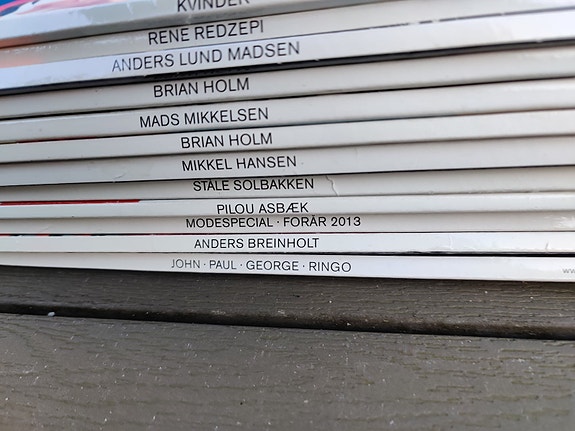 KVINDER
RENE REDZEPI
ANDERS LUND MADSEN
BRIAN HOLM
MADS MIKKELSEN
BRIAN HOLM
MIKKEL HANSEN
STÅLE SOLBAKKEN
PILOU ASBÆK
MODESPECIAL · FORÅR 2013
ANDERS BREINHOLT
JOHN · PAUL · GEORGE · RINGO